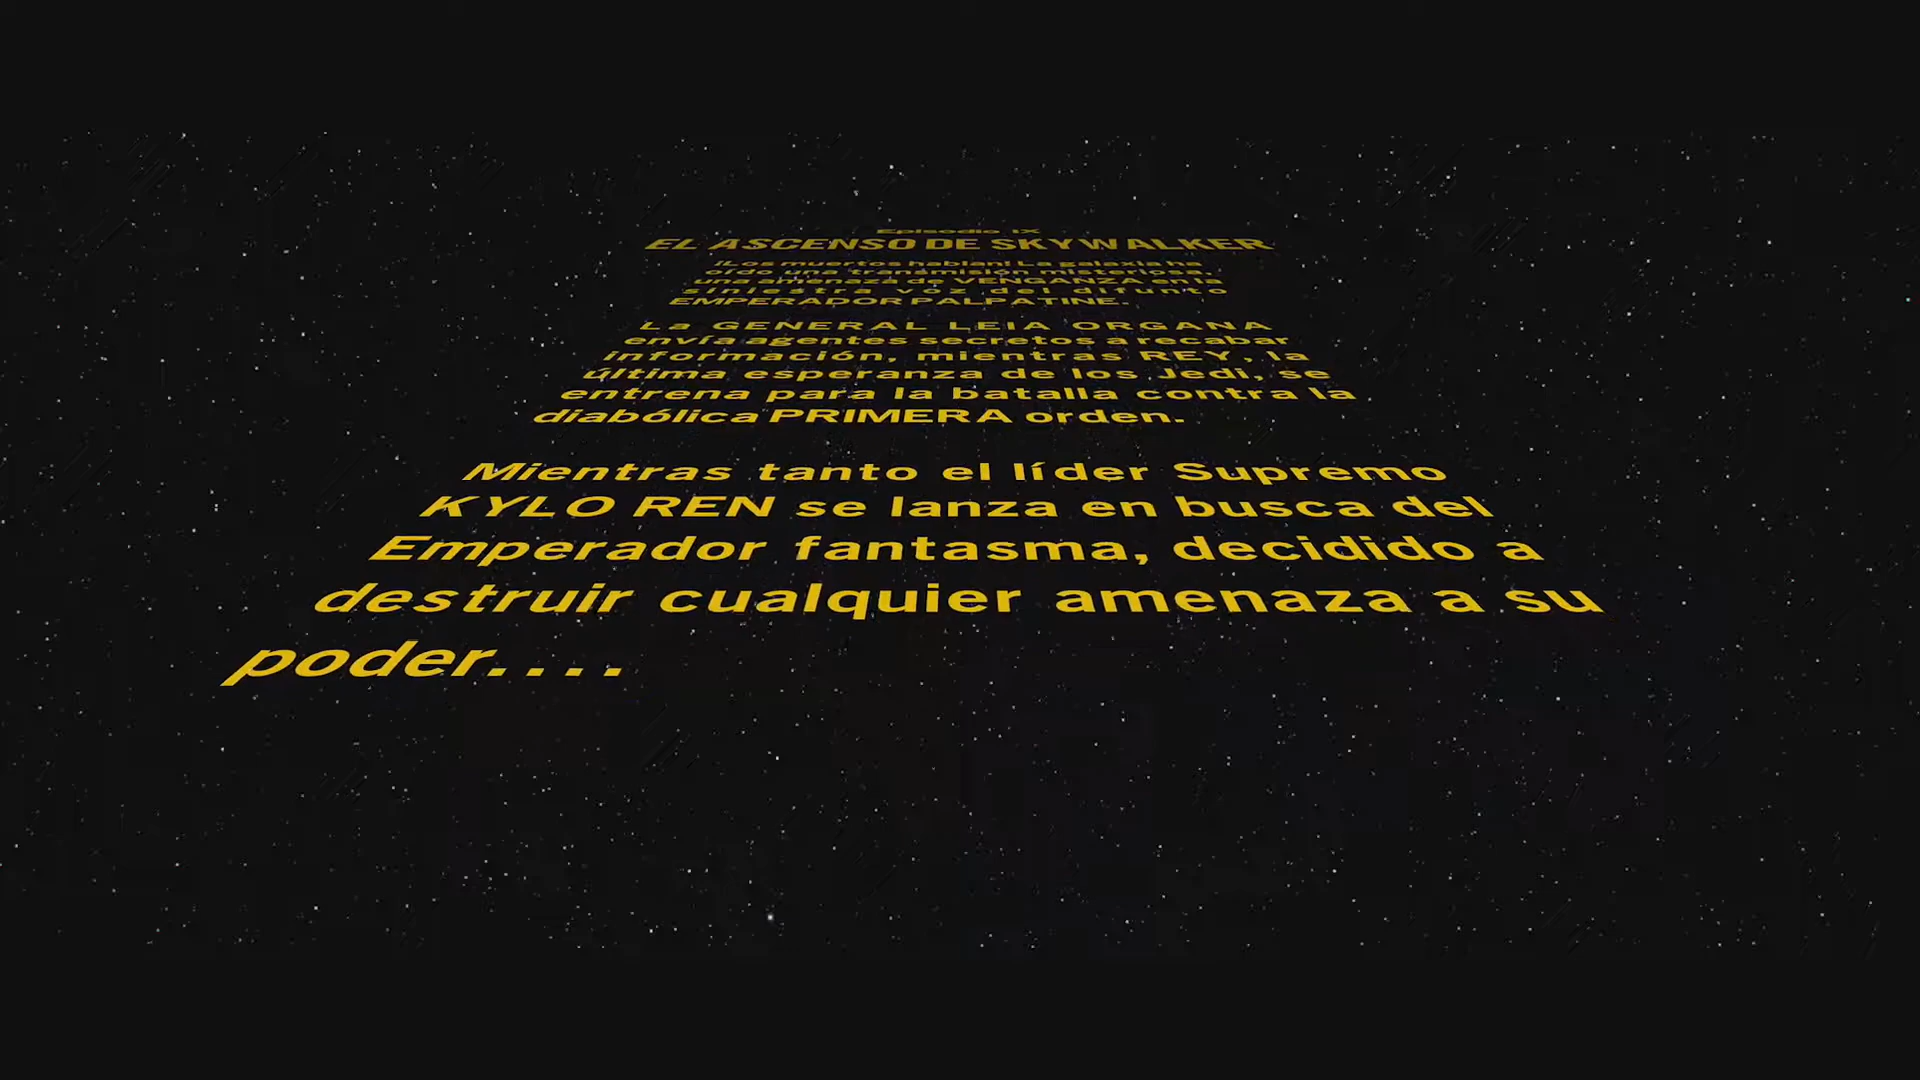 Episodio IX
EL ASCENSO DE SKYWALKER
¡Los muertos hablan! La galaxia ha
oído una transmisión misteriosa,
una amenaza de VENGANZA en la
siniestra voz del difunto
EMPERADOR PALPATINE.
La GENERAL LEIA ORGANA
envía agentes secretos a recabar
información, mientras REY, la
última esperanza de los Jedi, se
entrena para la batalla contra la
diabólica PRIMERA orden.
Mientras tanto el líder Supremo
KYLO REN se lanza en busca del
Emperador fantasma, decidido a
destruir cualquier amenaza a su
poder....